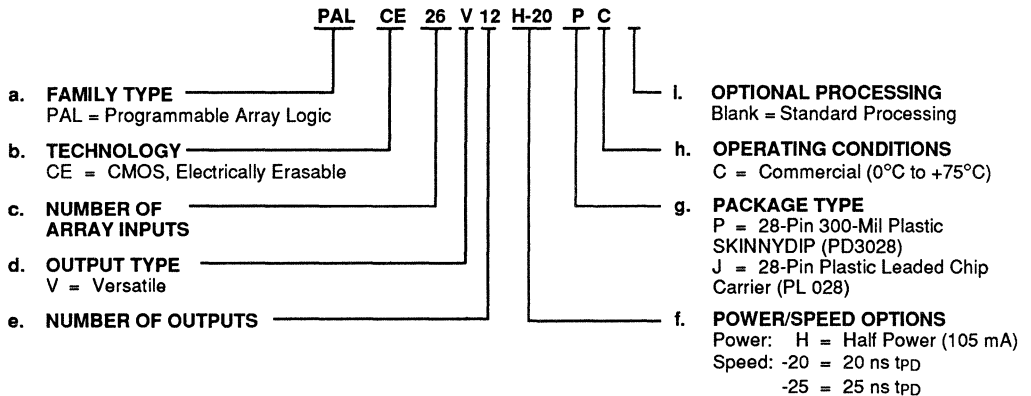 PAL CE 26 V 12 H-20 P C
a. FAMILY TYPE
PAL = Programmable Array Logic
b. TECHNOLOGY
CE = CMOS, Electrically Erasable
c. NUMBER OF
ARRAY INPUTS
d. OUTPUT TYPE
V = Versatile
e. NUMBER OF OUTPUTS
i. OPTIONAL PROCESSING
Blank = Standard Processing
h. OPERATING CONDITIONS
C = Commercial (0°C to +75°C)
g. PACKAGE TYPE
P = 28-Pin 300-Mil Plastic
SKINNYDIP (PD3028)
J = 28-Pin Plastic Leaded Chip
Carrier (PL 028)
f. POWER/SPEED OPTIONS
Power: H = Half Power (105 mA)
Speed: -20 = 20 ns tPD
-25 = 25 ns tPD